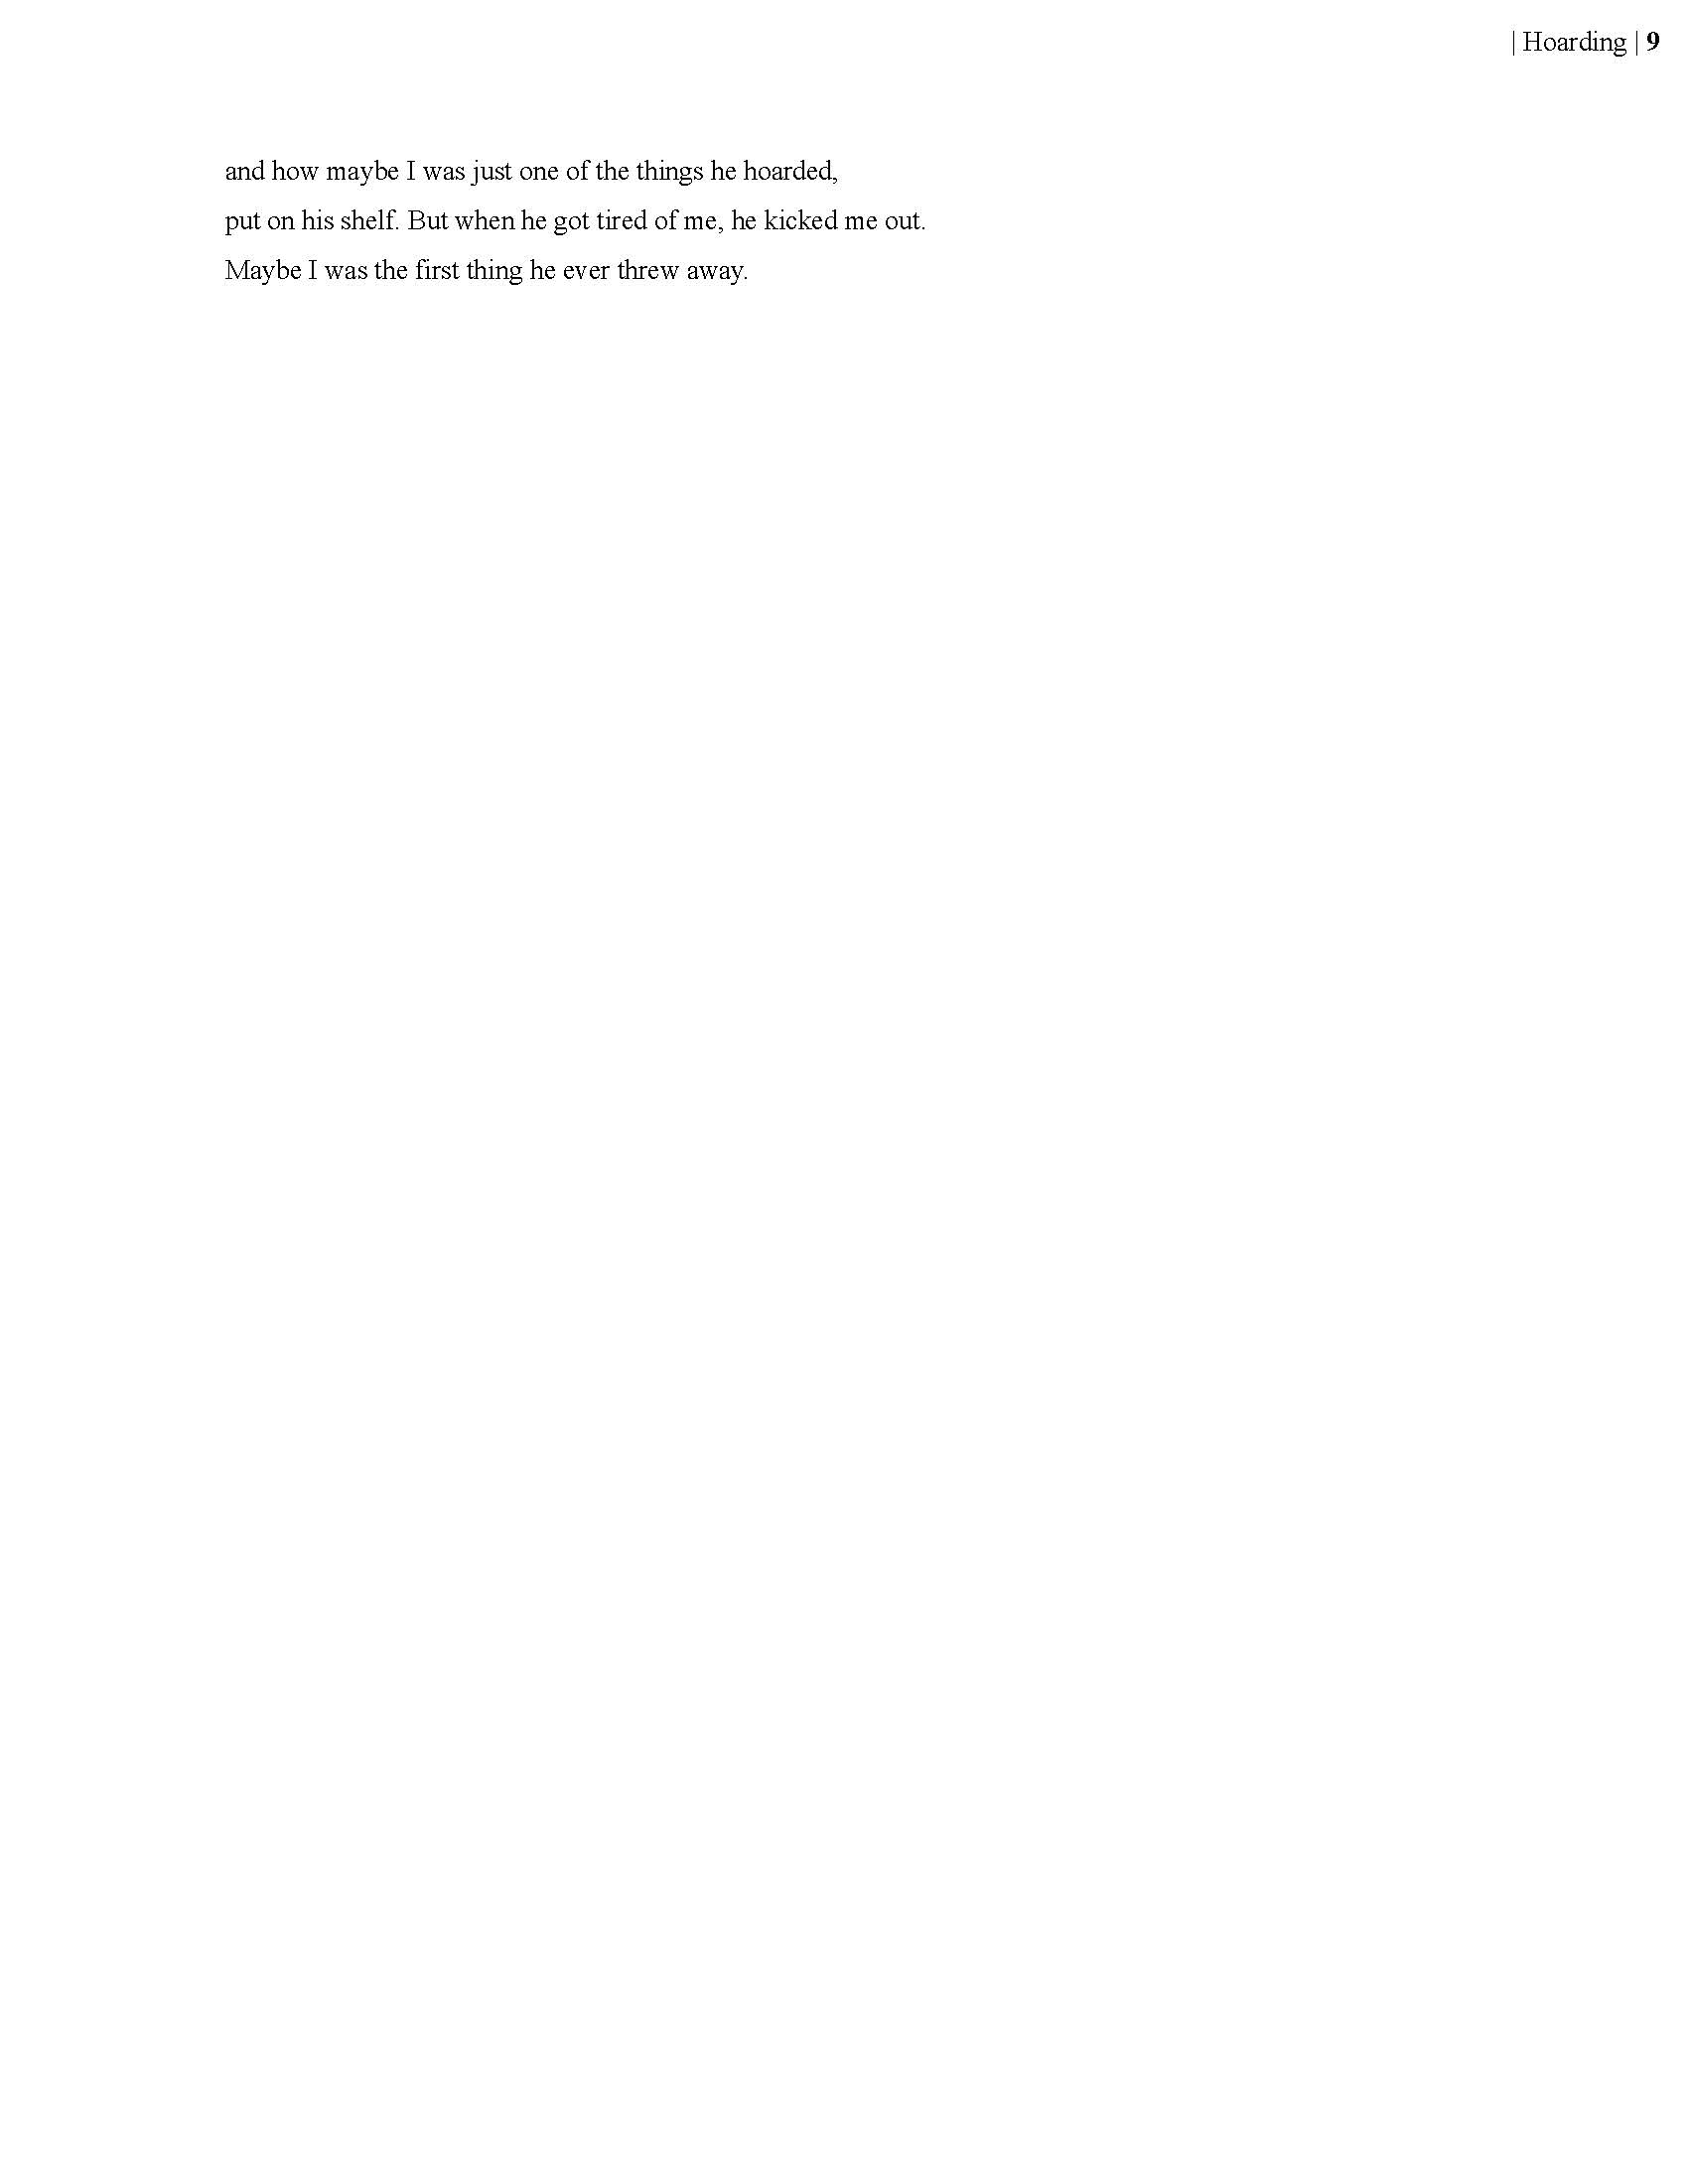 | Hoarding | 9
and how maybe I was just one of the things he hoarded,
put on his shelf. But when he got tired of me, he kicked me out.
Maybe I was the first thing he ever threw away.